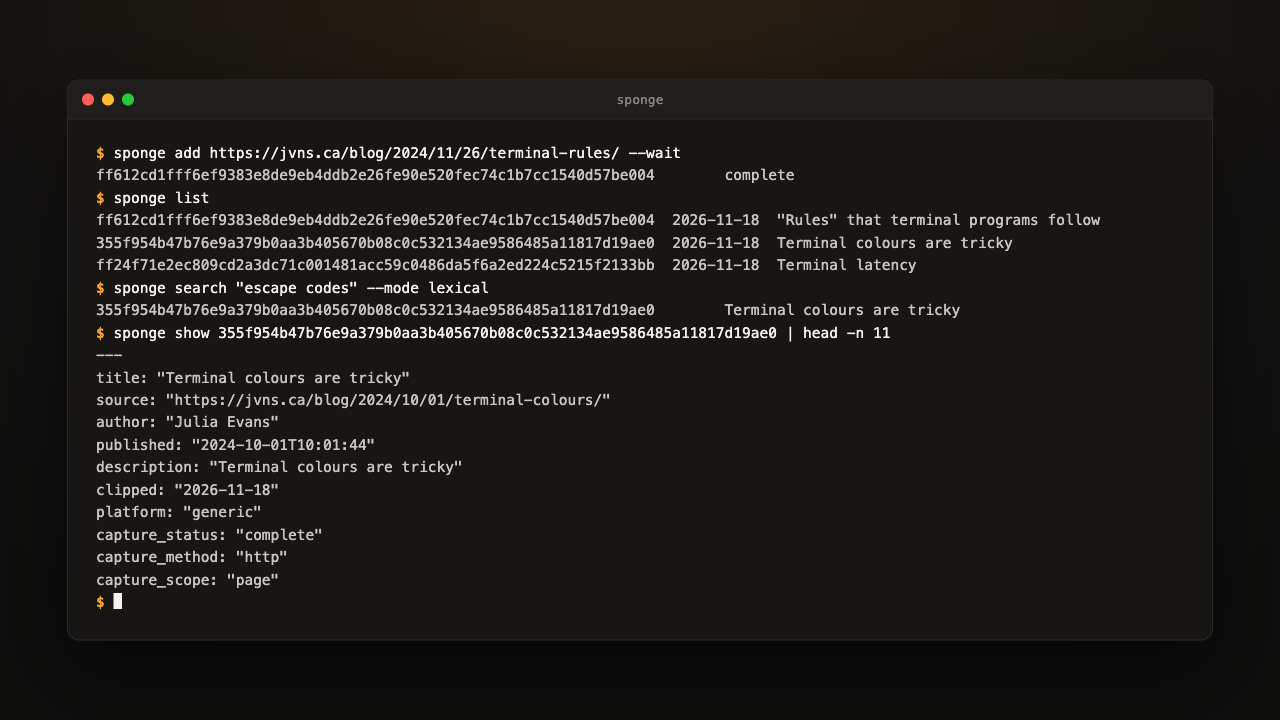 sponge
$ sponge add https://jvns.ca/blog/2024/11/26/terminal-rules/ --wait
ff612cd1fff6ef9383e8de9eb4ddb2e26fe90e520fec74c1b7cc1540d57be004        complete
$ sponge list
ff612cd1fff6ef9383e8de9eb4ddb2e26fe90e520fec74c1b7cc1540d57be004  2026-11-18  "Rules" that terminal programs follow
355f954b47b76e9a379b0aa3b405670b08c0c532134ae9586485a11817d19ae0  2026-11-18  Terminal colours are tricky
ff24f71e2ec809cd2a3dc71c001481acc59c0486da5f6a2ed224c5215f2133bb  2026-11-18  Terminal latency
$ sponge search "escape codes" --mode lexical
355f954b47b76e9a379b0aa3b405670b08c0c532134ae9586485a11817d19ae0        Terminal colours are tricky
$ sponge show 355f954b47b76e9a379b0aa3b405670b08c0c532134ae9586485a11817d19ae0 | head -n 11
---
title: "Terminal colours are tricky"
source: "https://jvns.ca/blog/2024/10/01/terminal-colours/"
author: "Julia Evans"
published: "2024-10-01T10:01:44"
description: "Terminal colours are tricky"
clipped: "2026-11-18"
platform: "generic"
capture_status: "complete"
capture_method: "http"
capture_scope: "page"
$